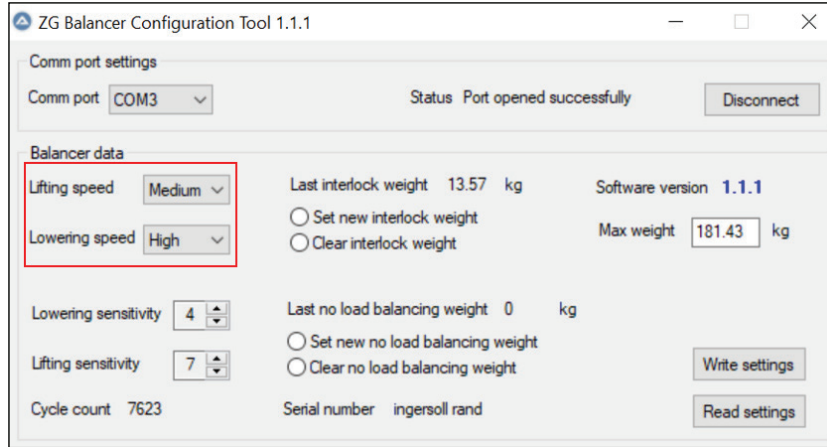 ZG Balancer Configuration Tool 1.1.1
Comm port settings
Comm port COM3 Status Port opened successfully Disconnect
Balancer data
Lifting speed Medium Last interlock weight 13.57 kg Software version 1.1.1
Set new interlock weight
Lowering speed High Clear interlock weight Max weight 181.43 kg
Lowering sensitivity 4 Last no load balancing weight 0 kg
Set new no load balancing weight
Lifting sensitivity 7 Clear no load balancing weight Write settings
Cycle count 7623 Serial number ingersoll rand Read settings